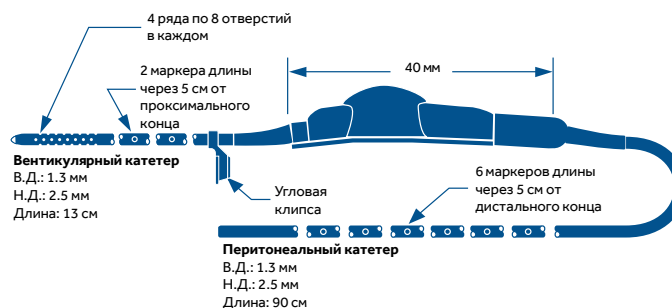 4 ряда по 8 отверстий
в каждом
2 маркера длины
через 5 см от
проксимального
конца
40 мм
Вентикулярный катетер
В.Д.: 1.3 мм
Н.Д.: 2.5 мм
Длина: 13 см
Угловая
клипса
6 маркеров длины
через 5 см от
дистального конца
Перитонеальный катетер
В.Д.: 1.3 мм
Н.Д.: 2.5 мм
Длина: 90 см